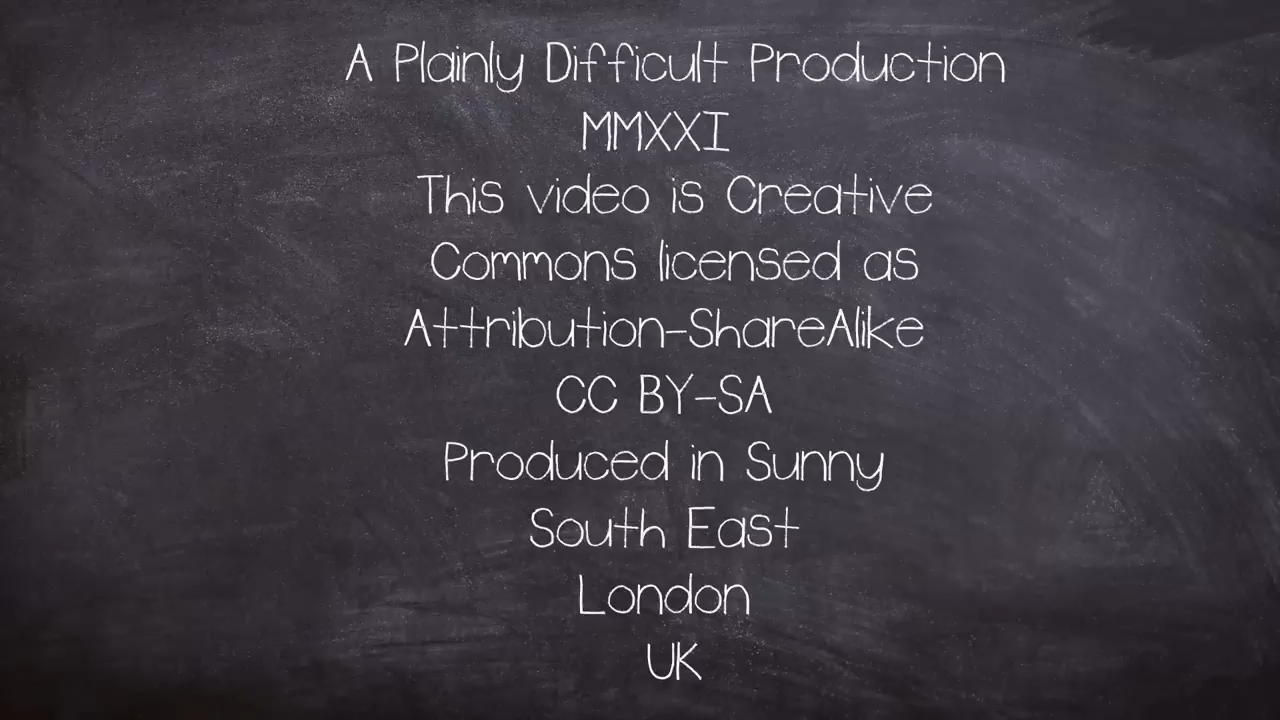 A Plainly Difficult Production
MMXXI
This video is Creative
Commons licensed as
Attribution-ShareAlike
CC BY-SA
Produced in Sunny
South East
London
UK